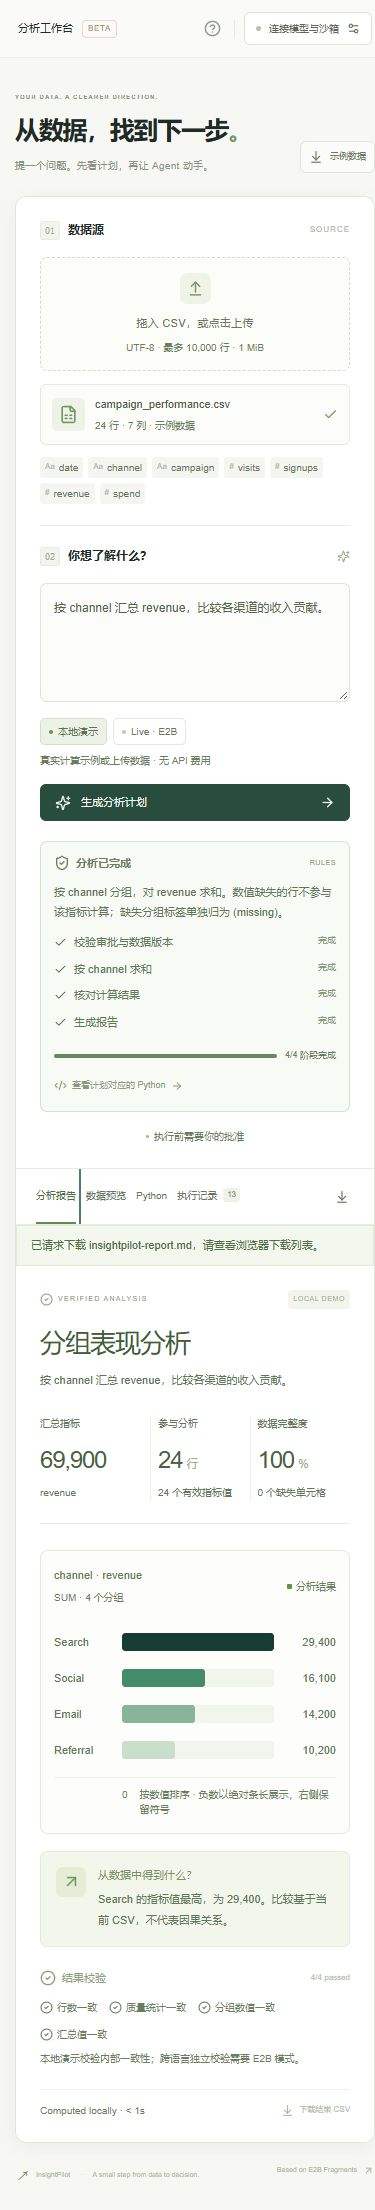 分析工作台 BETA
连接模型与沙箱
YOUR DATA. A CLEARER DIRECTION.
从数据，找到下一步。
提一个问题。先看计划，再让 Agent 动手。
示例数据
01 数据源 SOURCE
拖入 CSV，或点击上传
UTF-8 · 最多 10,000 行 · 1 MiB
campaign_performance.csv
24 行 · 7 列 · 示例数据
Aa date Aa channel Aa campaign # visits # signups
# revenue # spend
02 你想了解什么?
按 channel 汇总 revenue，比较各渠道的收入贡献。
本地演示 Live · E2B
真实计算示例或上传数据 · 无 API 费用
生成分析计划
分析已完成 RULES
按 channel 分组，对 revenue 求和。数值缺失的行不参与
该指标计算；缺失分组标签单独归为 (missing)。
校验审批与数据版本 完成
按 channel 求和 完成
核对计算结果 完成
生成报告 完成
4/4 阶段完成
查看计划对应的 Python
执行前需要你的批准
分析报告 数据预览 Python 执行记录 13
已请求下载 insightpilot-report.md，请查看浏览器下载列表。
VERIFIED ANALYSIS LOCAL DEMO
分组表现分析
按 channel 汇总 revenue，比较各渠道的收入贡献。
汇总指标 参与分析 数据完整度
69,900 24 行 100 %
revenue 24 个有效指标值 0 个缺失单元格
channel · revenue
SUM · 4 个分组
分析结果
Search 29,400
Social 16,100
Email 14,200
Referral 10,200
0 按数值排序 · 负数以绝对条长展示，右侧保
留符号
从数据中得到什么？
Search 的指标值最高，为 29,400。比较基于当
前 CSV，不代表因果关系。
结果校验 4/4 passed
行数一致 质量统计一致 分组数值一致
汇总值一致
本地演示校验内部一致性；跨语言独立校验需要 E2B 模式。
Computed locally · < 1s 下载结果 CSV
InsightPilot A small step from data to decision. Based on E2B Fragments